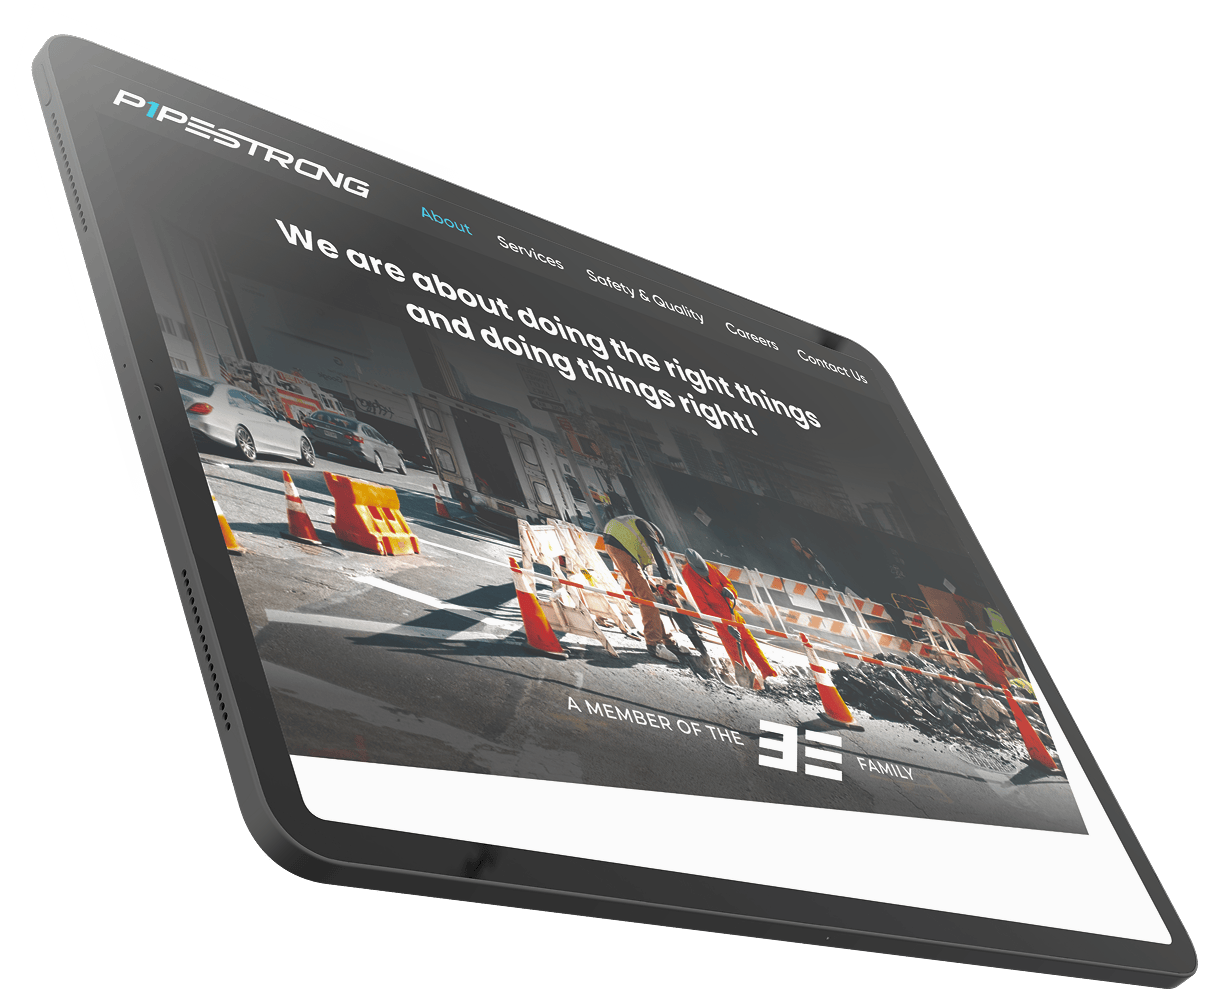 P1PESTRONG
About Services Safety & Quality Careers Contact Us
We are about doing the right things
and doing things right!
A MEMBER OF THE
FAMILY